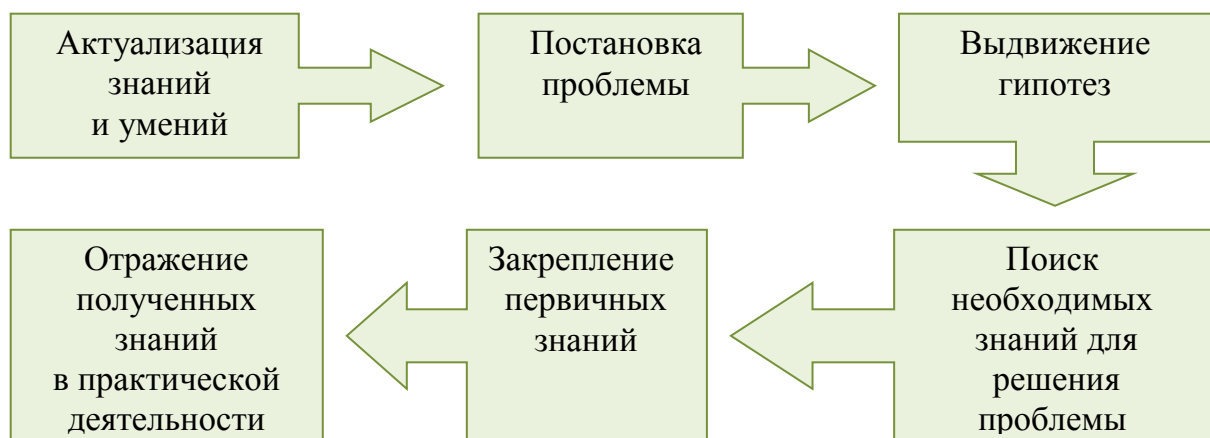 Актуализация
знаний
и умений
Постановка
проблемы
Выдвижение
гипотез
Поиск
необходимых
знаний для
решения
проблемы
Закрепление
первичных
знаний
Отражение
полученных
знаний
в практической
деятельности